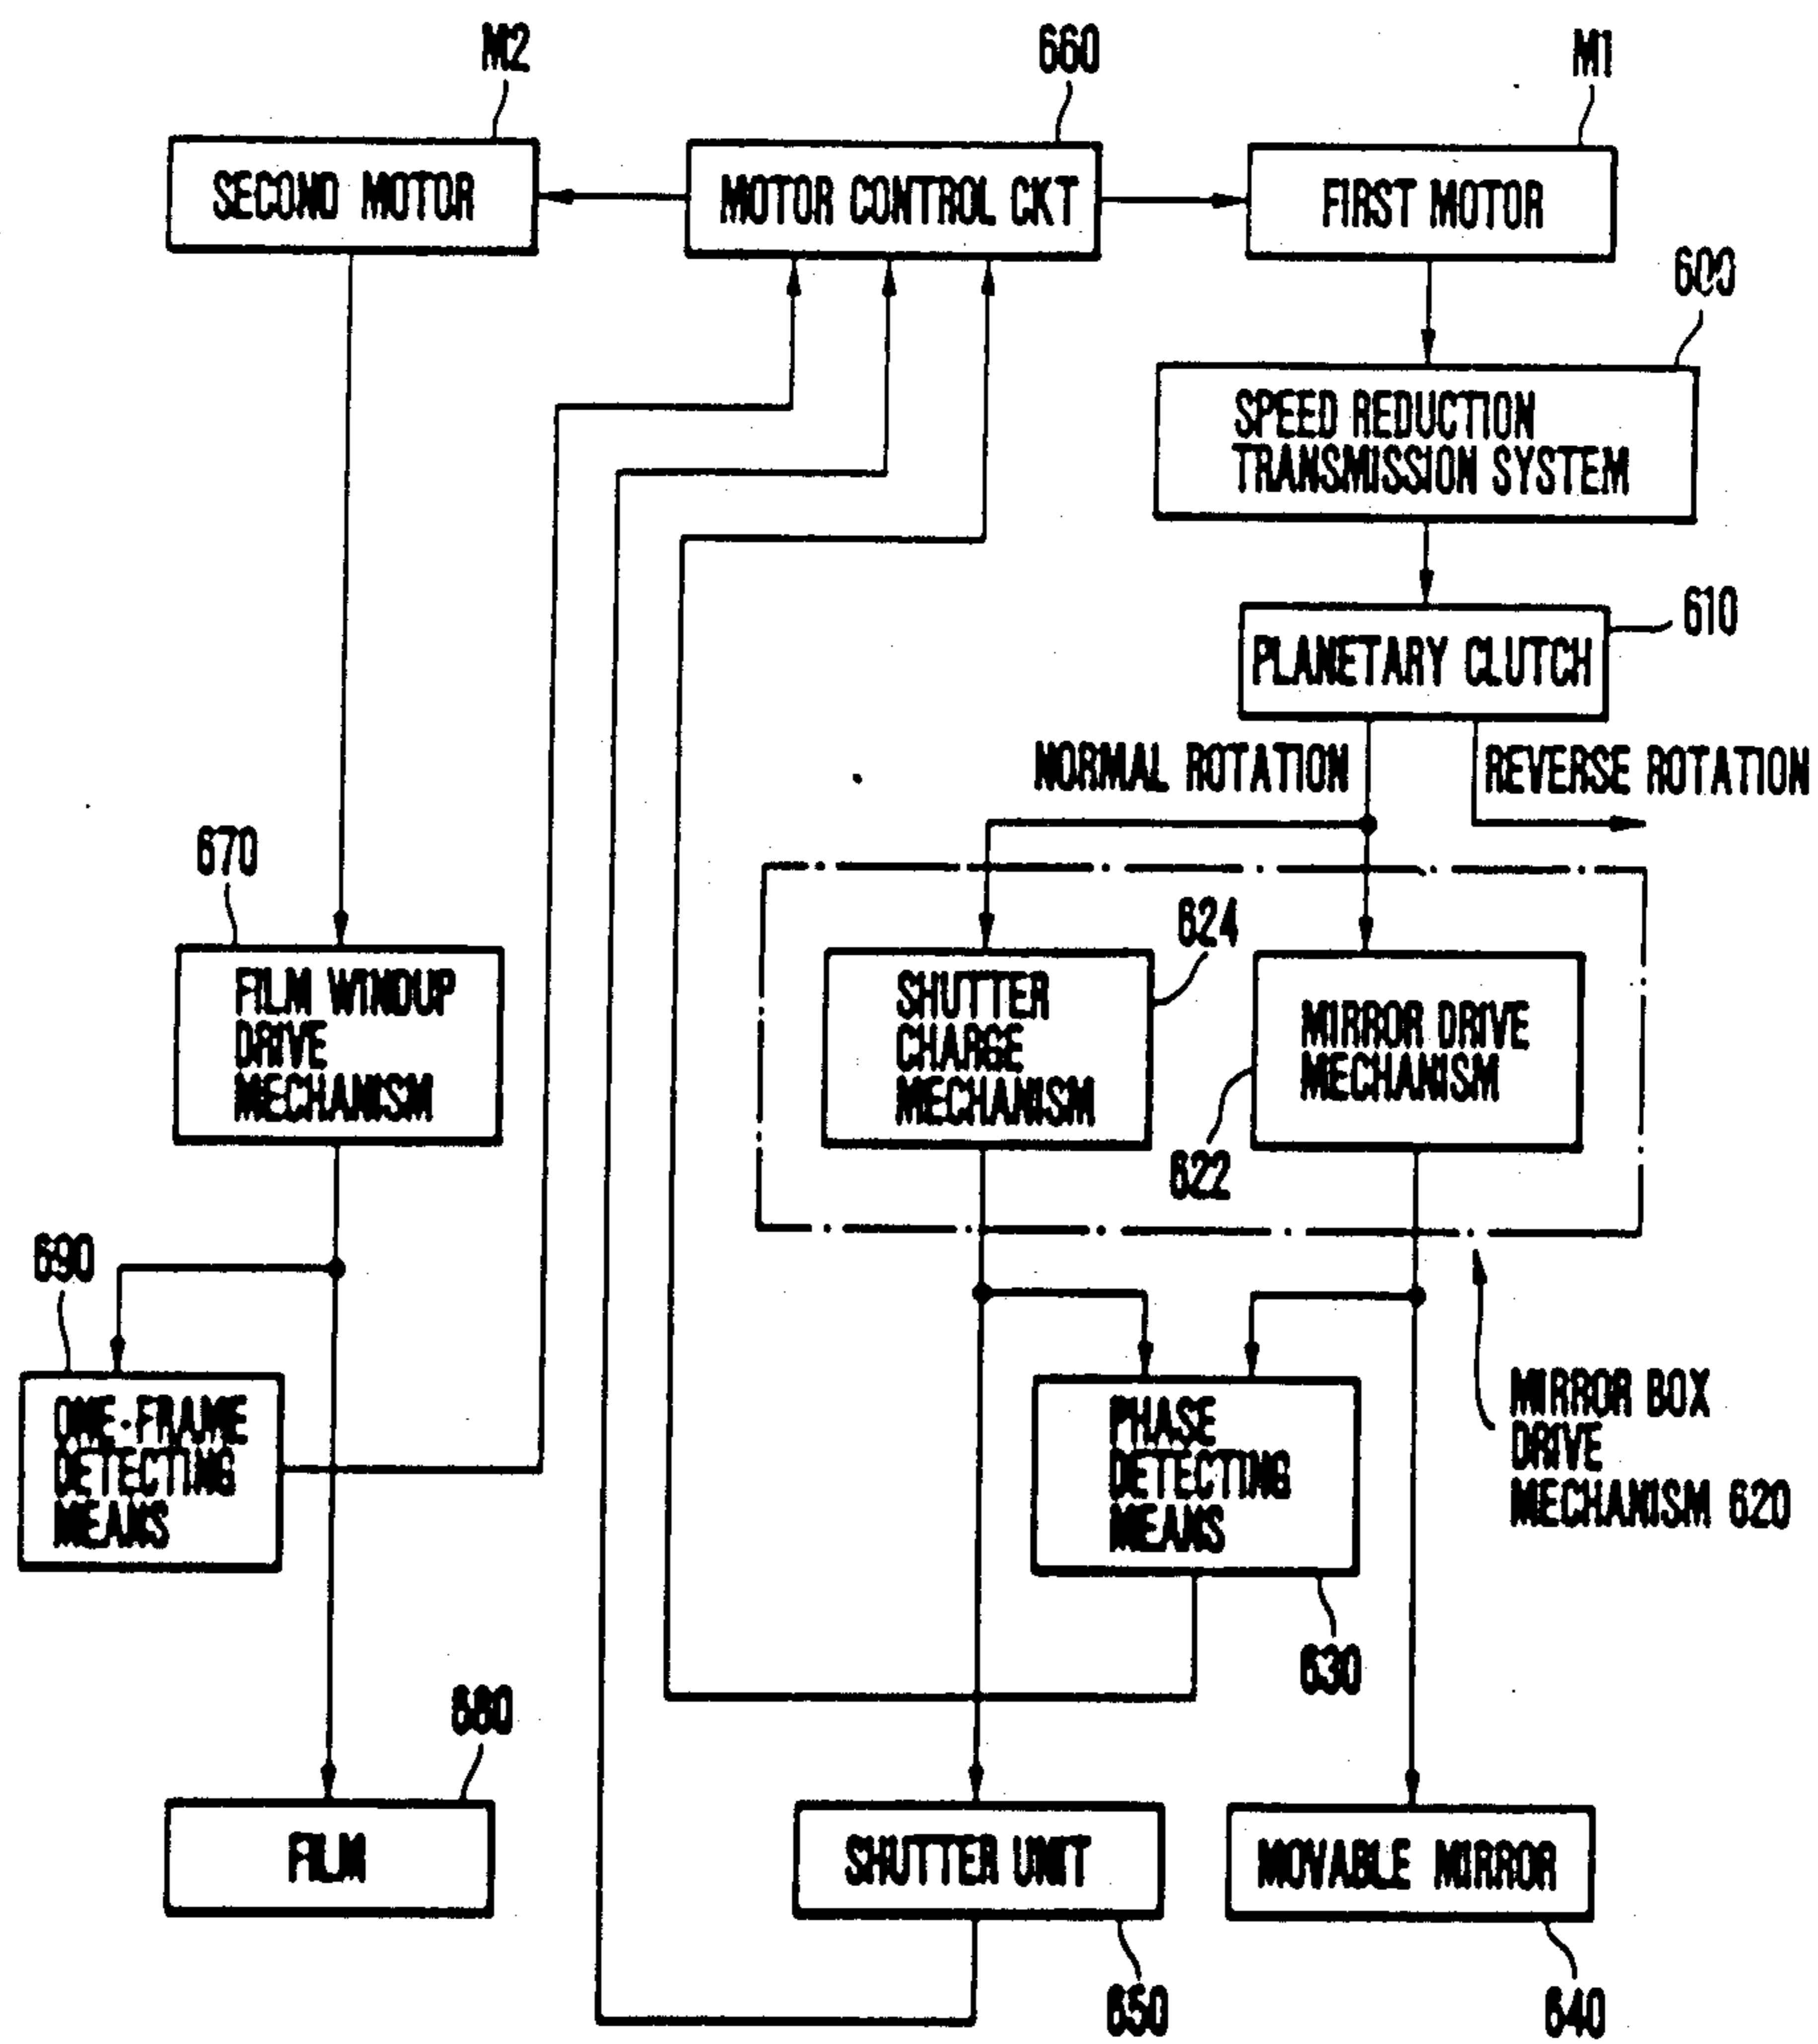 M2
660
M1
SECOND MOTOR
MOTOR CONTROL CKT
FIRST MOTOR
600
SPEED REDUCTION
TRANSMISSION SYSTEM
610
PLANETARY CLUTCH
NORMAL ROTATION
REVERSE ROTATION
670
624
FILM WINDUP
DRIVE
MECHANISM
SHUTTER
CHARGE
MECHANISM
MIRROR DRIVE
MECHANISM
622
690
ONE-FRAME
DETECTING
MEANS
PHASE
DETECTING
MEANS
MIRROR BOX
DRIVE
MECHANISM 620
630
680
FILM
SHUTTER UNIT
MOVABLE MIRROR
650
640